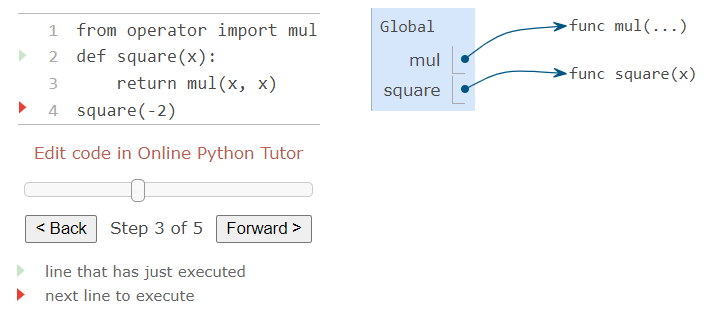 1 from operator import mul
2 def square(x):
3     return mul(x, x)
4 square(-2)
Edit code in Online Python Tutor
< Back Step 3 of 5 Forward >
line that has just executed
next line to execute
Global
mul
square
func mul(...)
func square(x)